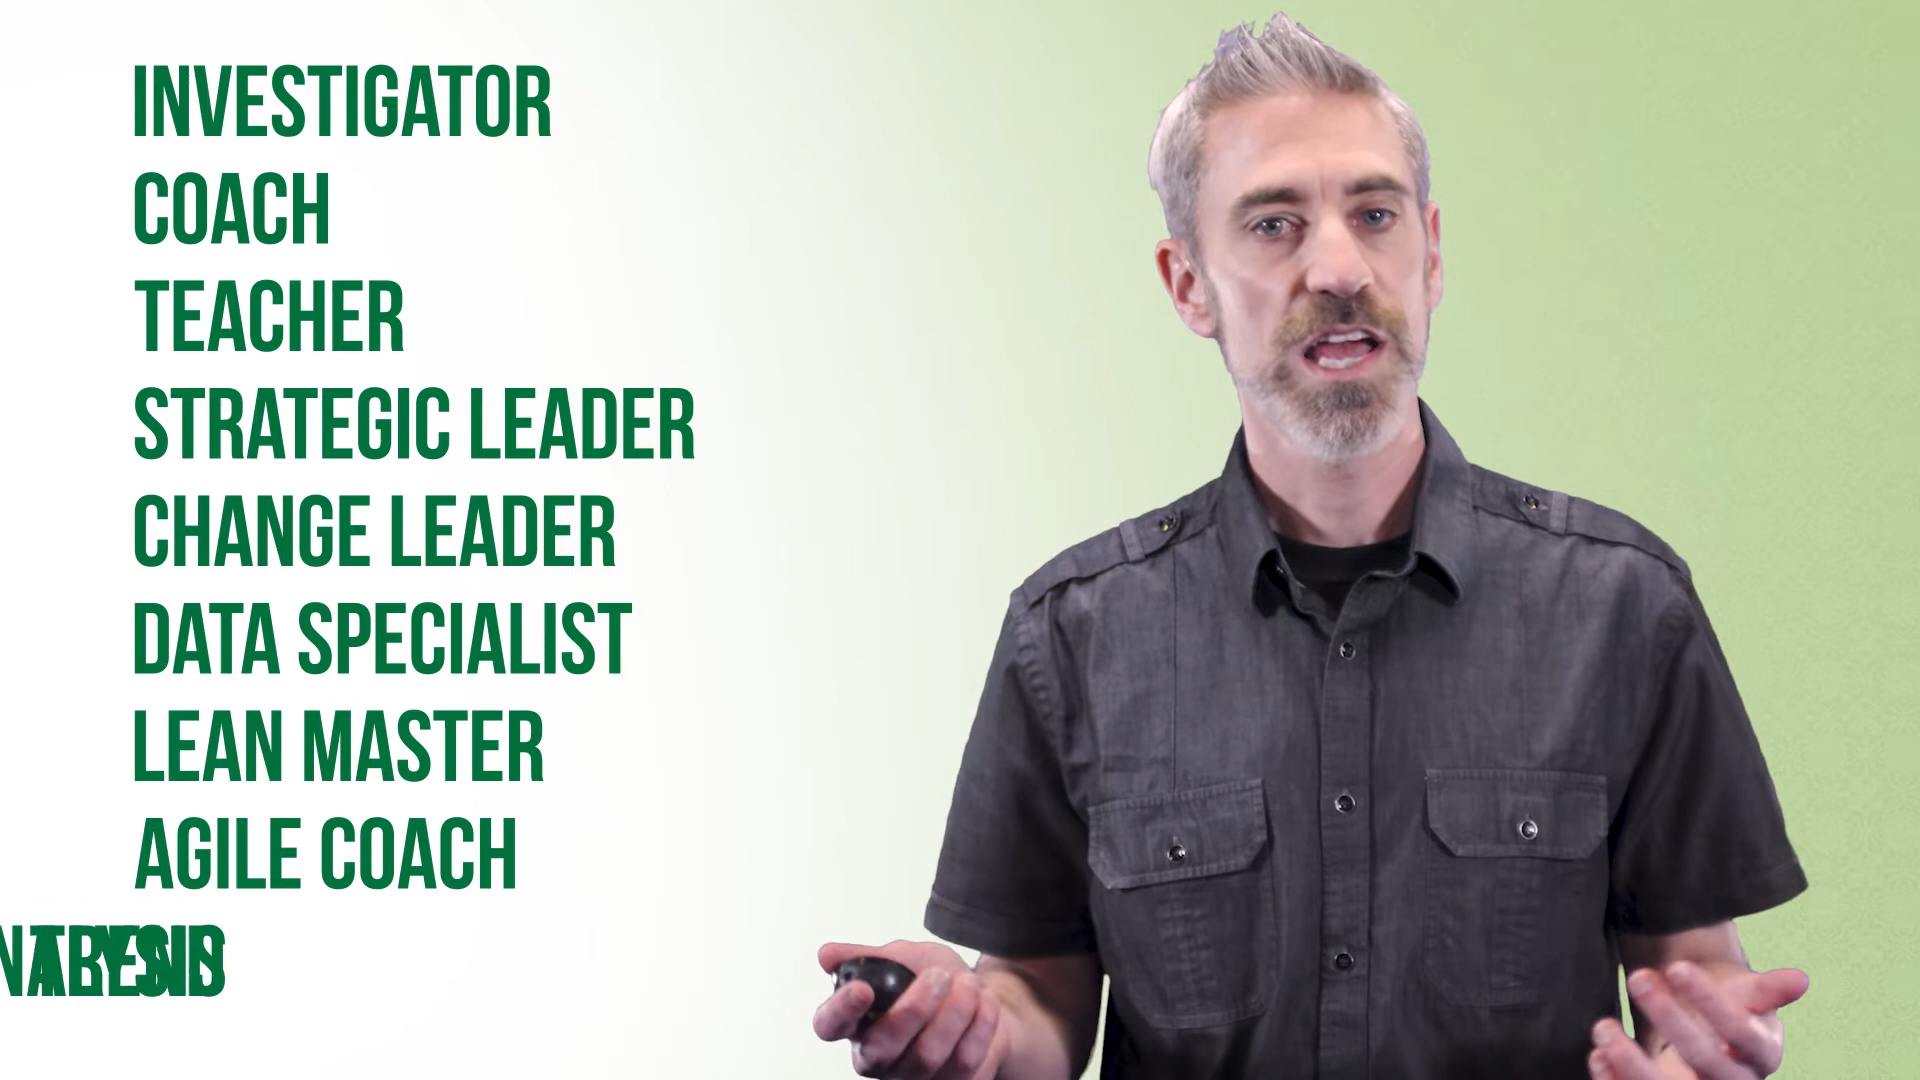 INVESTIGATOR
COACH
TEACHER
STRATEGIC LEADER
CHANGE LEADER
DATA SPECIALIST
LEAN MASTER
AGILE COACH